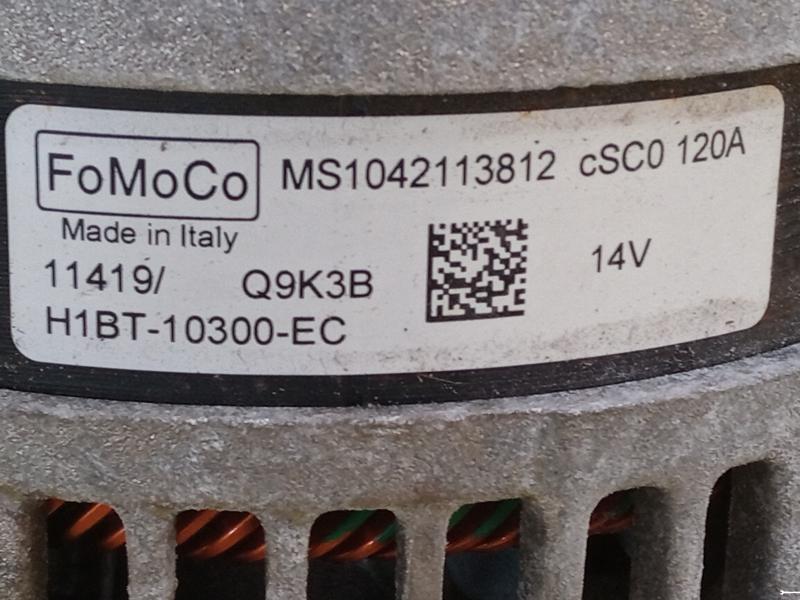 FoMoCo MS1042113812 cSC0 120A
Made in Italy
11419/ Q9K3B 14V
H1BT-10300-EC